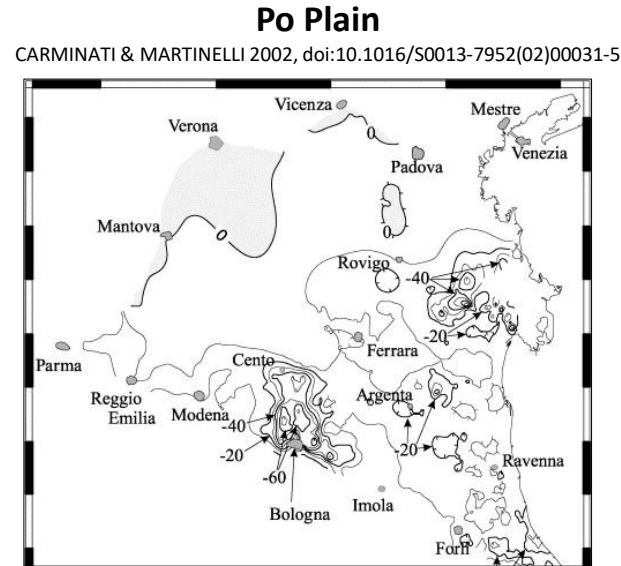 Po Plain
CARMINATI & MARTINELLI 2002, doi:10.1016/S0013-7952(02)00031-5
Vicenza
Mestre
Verona
0
Venezia
Padova
Mantova
0
0
Rovigo
-40
-20
Ferrara
Parma
Cento
Reggio
Emilia
Modena
Argenta
-40
-20
-20
-60
Ravenna
Bologna
Imola
Forlì